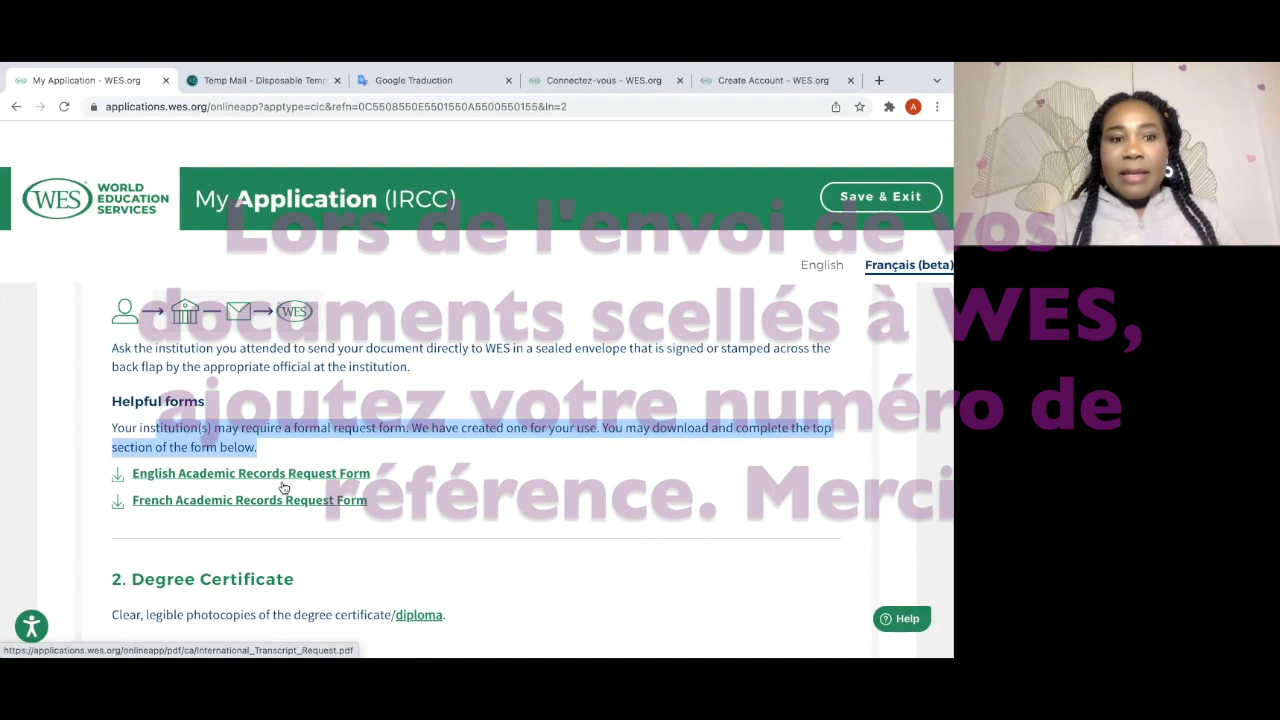 My Application - WES.org
Temp Mail - Disposable Temp
Google Traduction
Connectez-vous - WES.org
Create Account - WES.org
applications.wes.org/onlineapp?apptype=cic&refn=0C5508550E5501550A5500550155&ln=2
A
WES
WORLD
EDUCATION
SERVICES
My Application (IRCC)
Save & Exit
Lors de l'envoi de vos
documents scellés à WES,
ajoutez votre numéro de
référence. Merci
English
Français (beta)
WES
Ask the institution you attended to send your document directly to WES in a sealed envelope that is signed or stamped across the
back flap by the appropriate official at the institution.
Helpful forms
Your institution(s) may require a formal request form. We have created one for your use. You may download and complete the top
section of the form below.
English Academic Records Request Form
French Academic Records Request Form
2. Degree Certificate
Clear, legible photocopies of the degree certificate/diploma.
Help
https://applications.wes.org/onlineapp/pdf/ca/International_Transcript_Request.pdf